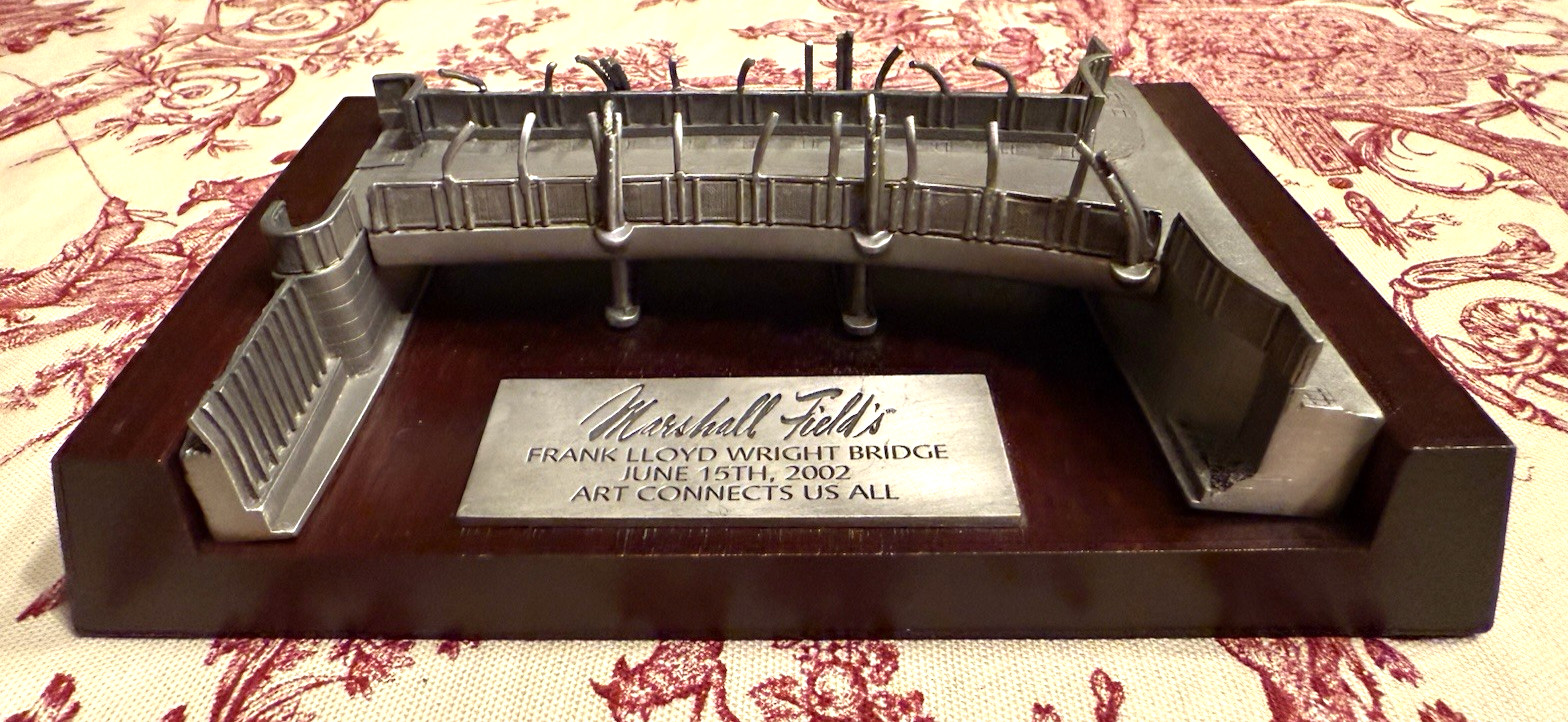 Marshall Field's
FRANK LLOYD WRIGHT BRIDGE
JUNE 15TH, 2002
ART CONNECTS US ALL